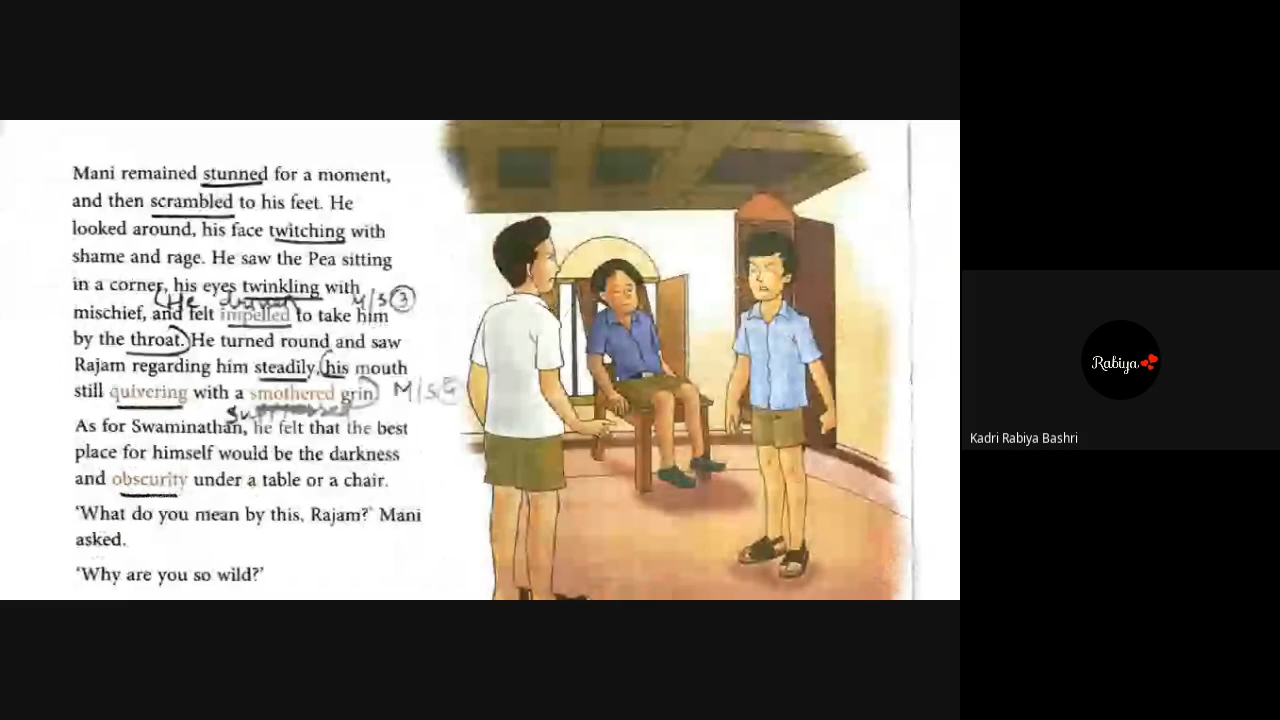 Mani remained stunned for a moment,
and then scrambled to his feet. He
looked around, his face twitching with
shame and rage. He saw the Pea sitting
in a corner, his eyes twinkling with
He driven M/S 3
mischief, and felt impelled to take him
by the throat. He turned round and saw
Rajam regarding him steadily, his mouth
still quivering with a smothered grin. M/S
suppressed
As for Swaminathan, he felt that the best
place for himself would be the darkness
and obscurity under a table or a chair.
'What do you mean by this, Rajam?' Mani
asked.
'Why are you so wild?'
Rabiya
Kadri Rabiya Bashri